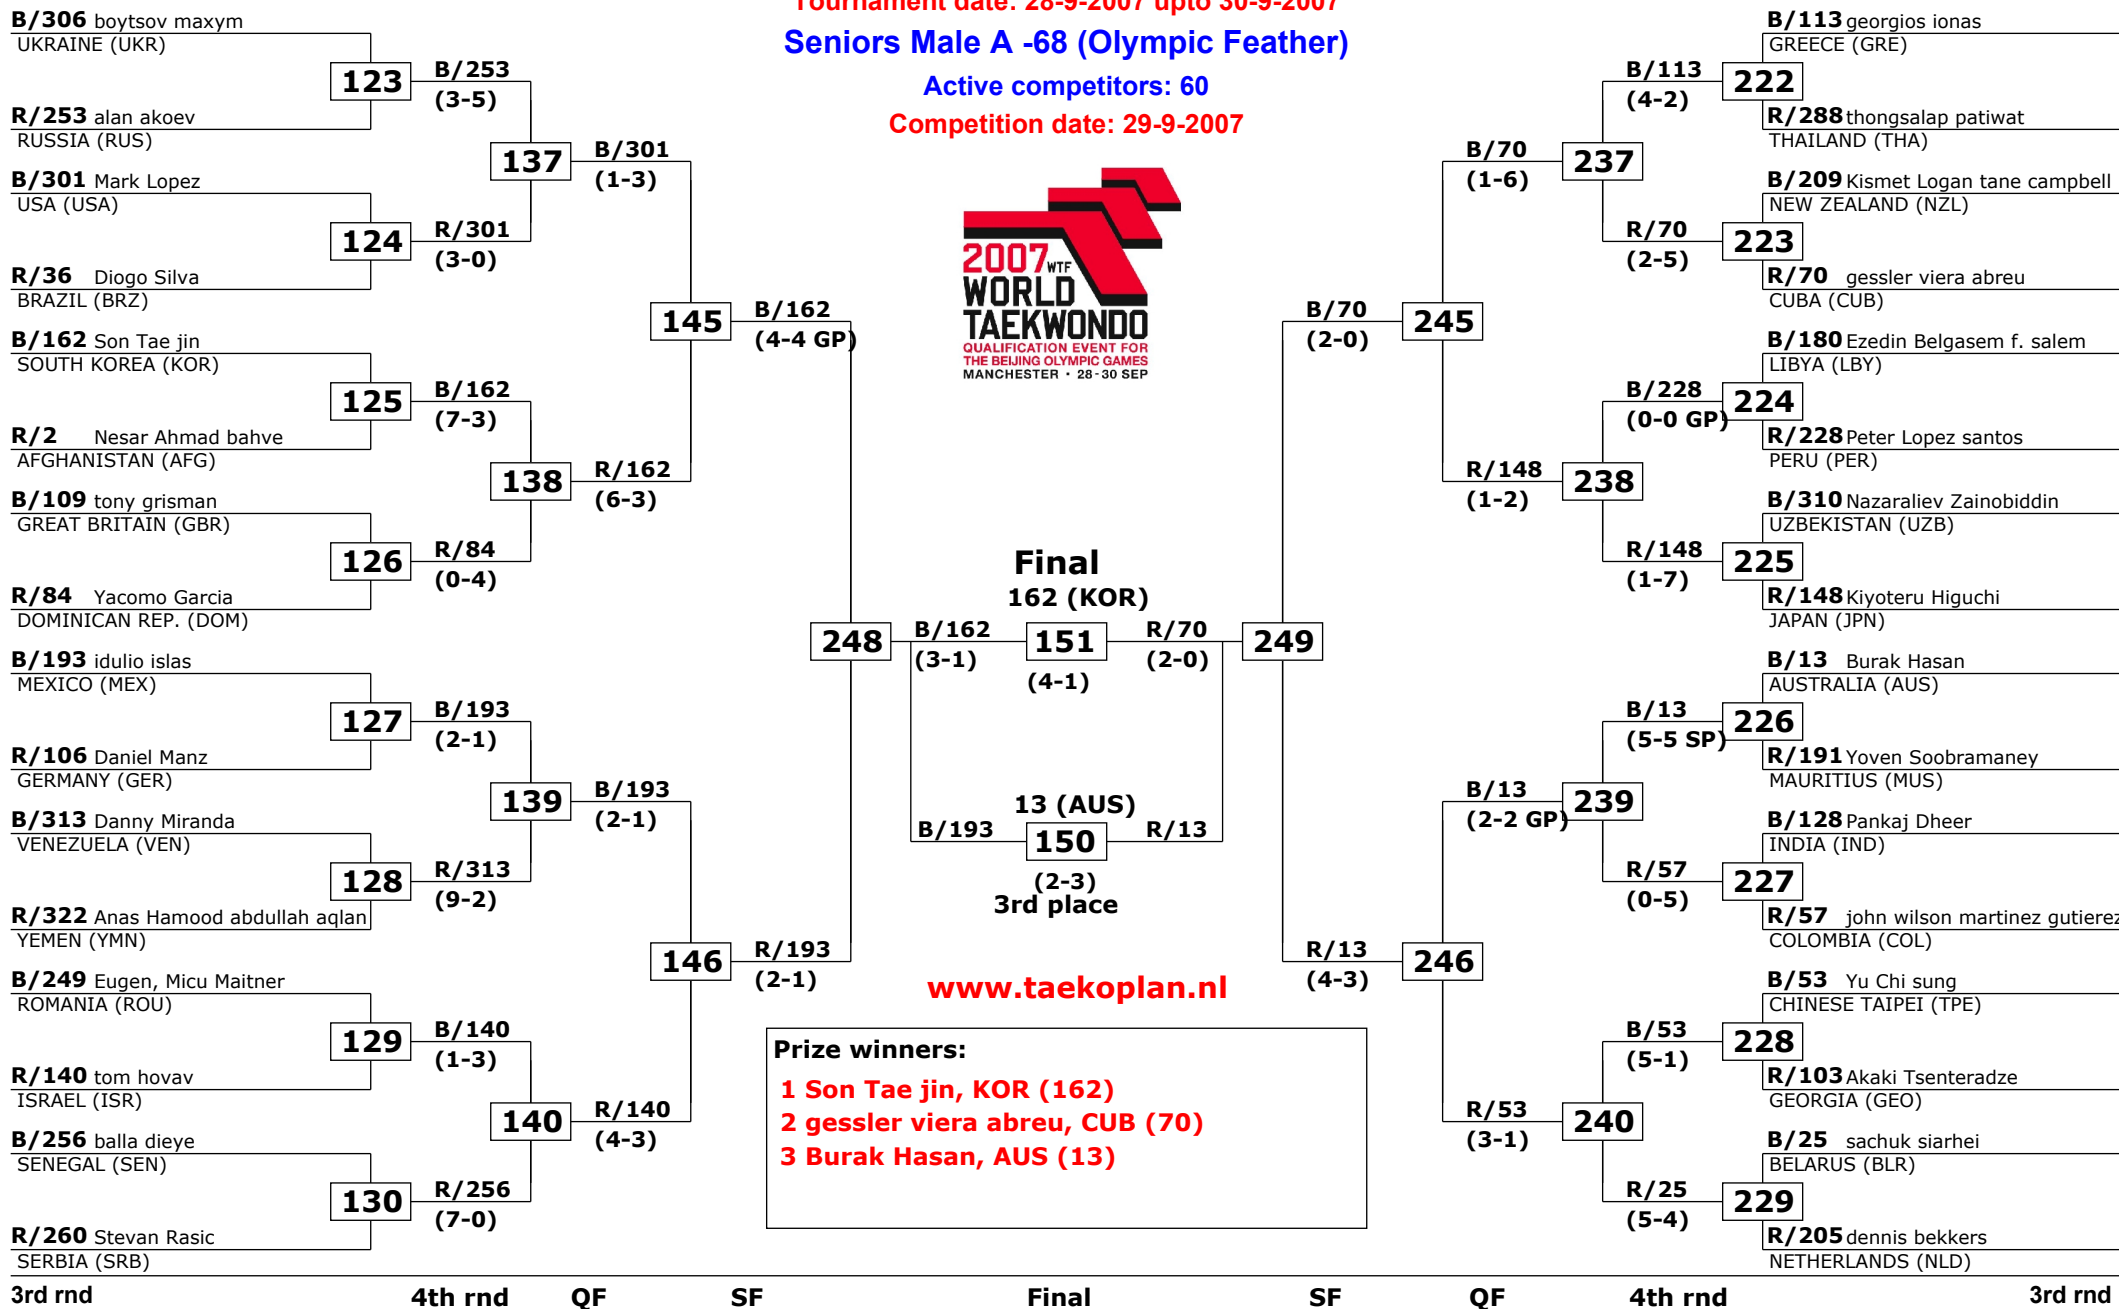 Tournament date: 28-9-2007 upto 30-9-2007
Seniors Male A -68 (Olympic Feather)
Active competitors: 60
Competition date: 29-9-2007
B/306 boytsov maxym
UKRAINE (UKR)
123
B/253
(3-5)
R/253 alan akoev
RUSSIA (RUS)
137
B/301
(1-3)
B/301 Mark Lopez
USA (USA)
124
R/301
(3-0)
R/36 Diogo Silva
BRAZIL (BRZ)
145
B/162
(4-4 GP)
B/162 Son Tae jin
SOUTH KOREA (KOR)
125
B/162
(7-3)
R/2 Nesar Ahmad bahve
AFGHANISTAN (AFG)
138
R/162
(6-3)
B/109 tony grisman
GREAT BRITAIN (GBR)
126
R/84
(0-4)
R/84 Yacomo Garcia
DOMINICAN REP. (DOM)
248
B/162
(3-1)
B/193 idulio islas
MEXICO (MEX)
127
B/193
(2-1)
R/106 Daniel Manz
GERMANY (GER)
139
B/193
(2-1)
B/313 Danny Miranda
VENEZUELA (VEN)
128
R/313
(9-2)
R/322 Anas Hamood abdullah aqlan
YEMEN (YMN)
146
R/193
(2-1)
B/249 Eugen, Micu Maitner
ROMANIA (ROU)
129
B/140
(1-3)
R/140 tom hovav
ISRAEL (ISR)
140
R/140
(4-3)
B/256 balla dieye
SENEGAL (SEN)
130
R/256
(7-0)
R/260 Stevan Rasic
SERBIA (SRB)
2007 WTF
WORLD
TAEKWONDO
QUALIFICATION EVENT FOR
THE BEIJING OLYMPIC GAMES
MANCHESTER · 28-30 SEP
Final
162 (KOR)
151
(4-1)
R/70
(2-0)
249
13 (AUS)
B/193
150
R/13
(2-3)
3rd place
www.taekoplan.nl
Prize winners:
1 Son Tae jin, KOR (162)
2 gessler viera abreu, CUB (70)
3 Burak Hasan, AUS (13)
B/113 georgios ionas
GREECE (GRE)
B/113
(4-2)
222
R/288 thongsalap patiwat
THAILAND (THA)
B/70
(1-6)
237
B/209 Kismet Logan tane campbell
NEW ZEALAND (NZL)
R/70
(2-5)
223
R/70 gessler viera abreu
CUBA (CUB)
B/70
(2-0)
245
B/180 Ezedin Belgasem f. salem
LIBYA (LBY)
B/228
(0-0 GP)
224
R/228 Peter Lopez santos
PERU (PER)
R/148
(1-2)
238
B/310 Nazaraliev Zainobiddin
UZBEKISTAN (UZB)
R/148
(1-7)
225
R/148 Kiyoteru Higuchi
JAPAN (JPN)
B/13 Burak Hasan
AUSTRALIA (AUS)
B/13
(5-5 SP)
226
R/191 Yoven Soobramaney
MAURITIUS (MUS)
B/13
(2-2 GP)
239
B/128 Pankaj Dheer
INDIA (IND)
R/57
(0-5)
227
R/57 john wilson martinez gutierez
COLOMBIA (COL)
R/13
(4-3)
246
B/53 Yu Chi sung
CHINESE TAIPEI (TPE)
B/53
(5-1)
228
R/103 Akaki Tsenteradze
GEORGIA (GEO)
R/53
(3-1)
240
B/25 sachuk siarhei
BELARUS (BLR)
R/25
(5-4)
229
R/205 dennis bekkers
NETHERLANDS (NLD)
3rd rnd 4th rnd QF SF Final SF QF 4th rnd 3rd rnd